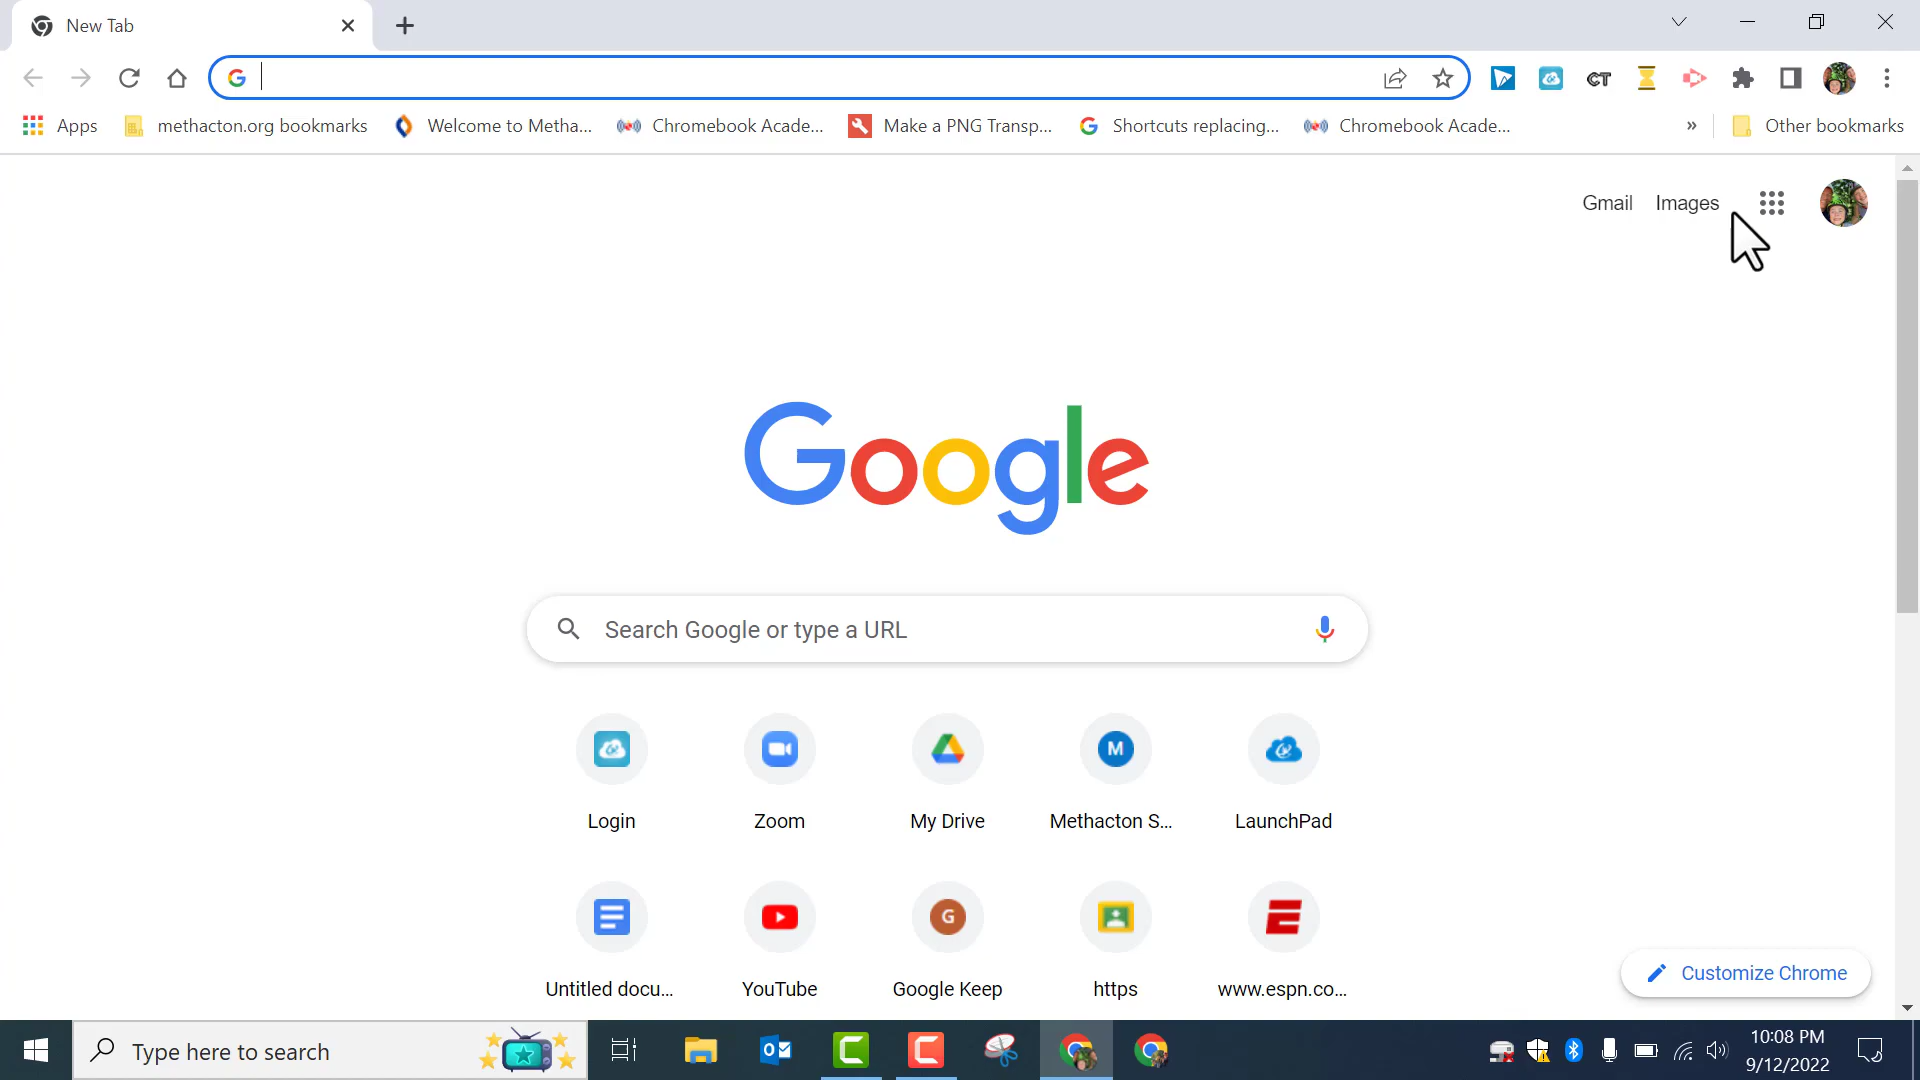 New Tab
Apps
methacton.org bookmarks
Welcome to Metha...
Chromebook Acade...
Make a PNG Transp...
Shortcuts replacing...
Chromebook Acade...
»
Other bookmarks
CT
Gmail
Images
Google
Search Google or type a URL
Login
Zoom
My Drive
M
Methacton S...
LaunchPad
Untitled docu...
YouTube
G
Google Keep
https
www.espn.co...
Customize Chrome
Type here to search
10:08 PM
9/12/2022